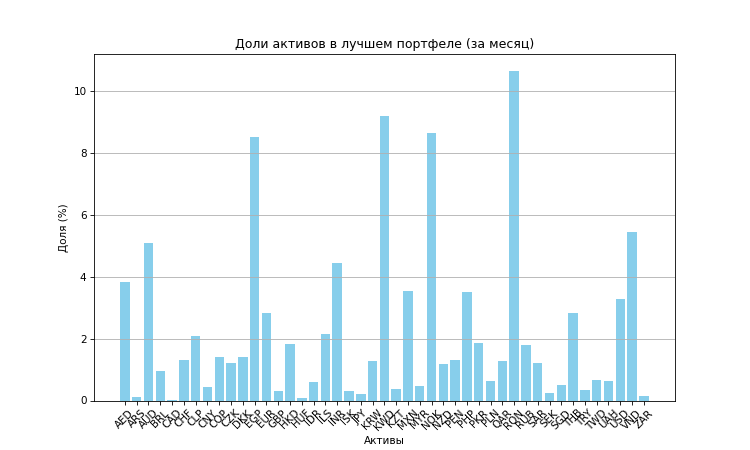 Доли активов в лучшем портфеле (за месяц)
Доля (%)
10
8
6
4
2
0
AED ARS AUD BRL CAD CHF CLP CNY COP CZK DKK EGP EUR GBP HKD HUF IDR ILS INR ISK JPY KRW KWD KZT MXN MYR NOK NZD PEN PHP PKR PLN QAR RON RUB SAR SEK SGD THB TRY TWD UAH USD VND ZAR
Активы